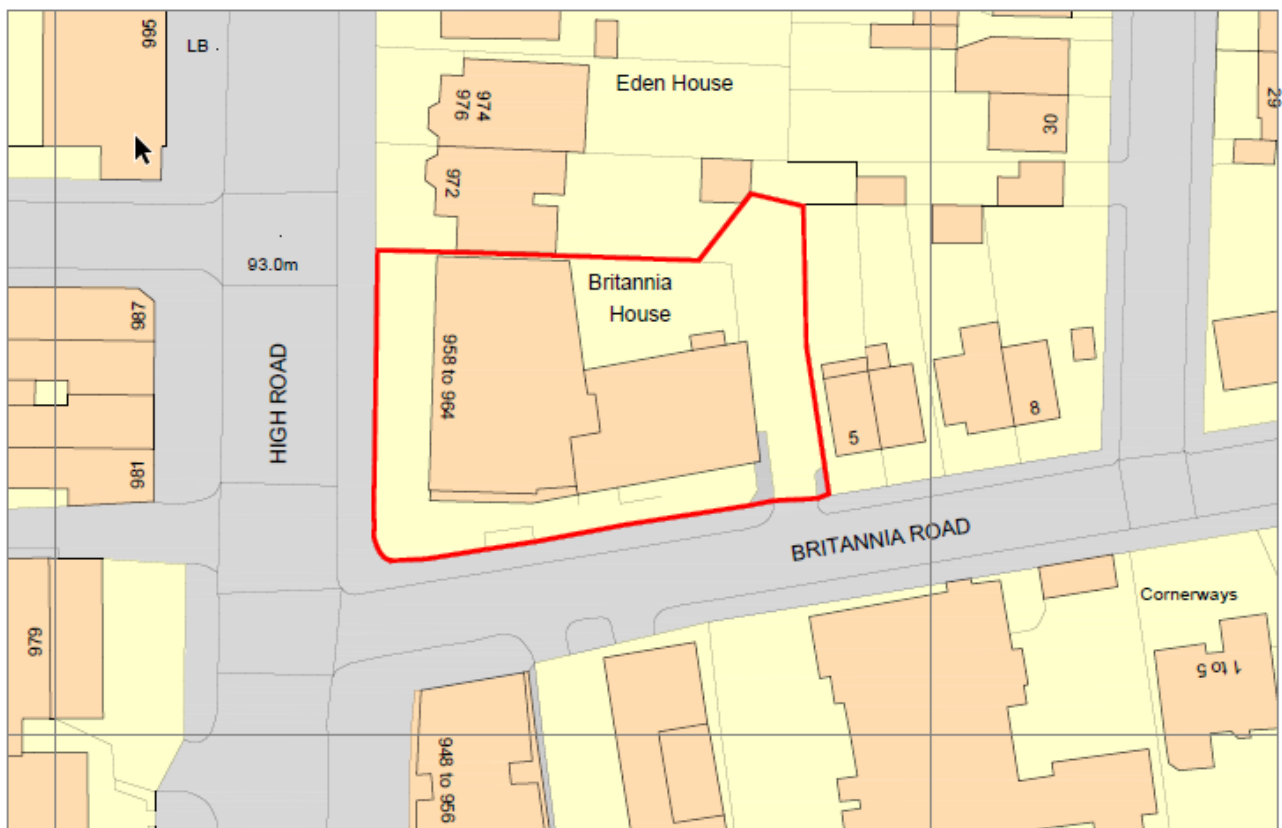 966
LB
Eden House
974
976
30
29
972
93.0m
Britannia
House
987
HIGH ROAD
958 to 964
5
8
981
BRITANNIA ROAD
Cornerways
979
1 to 5
948 to 956